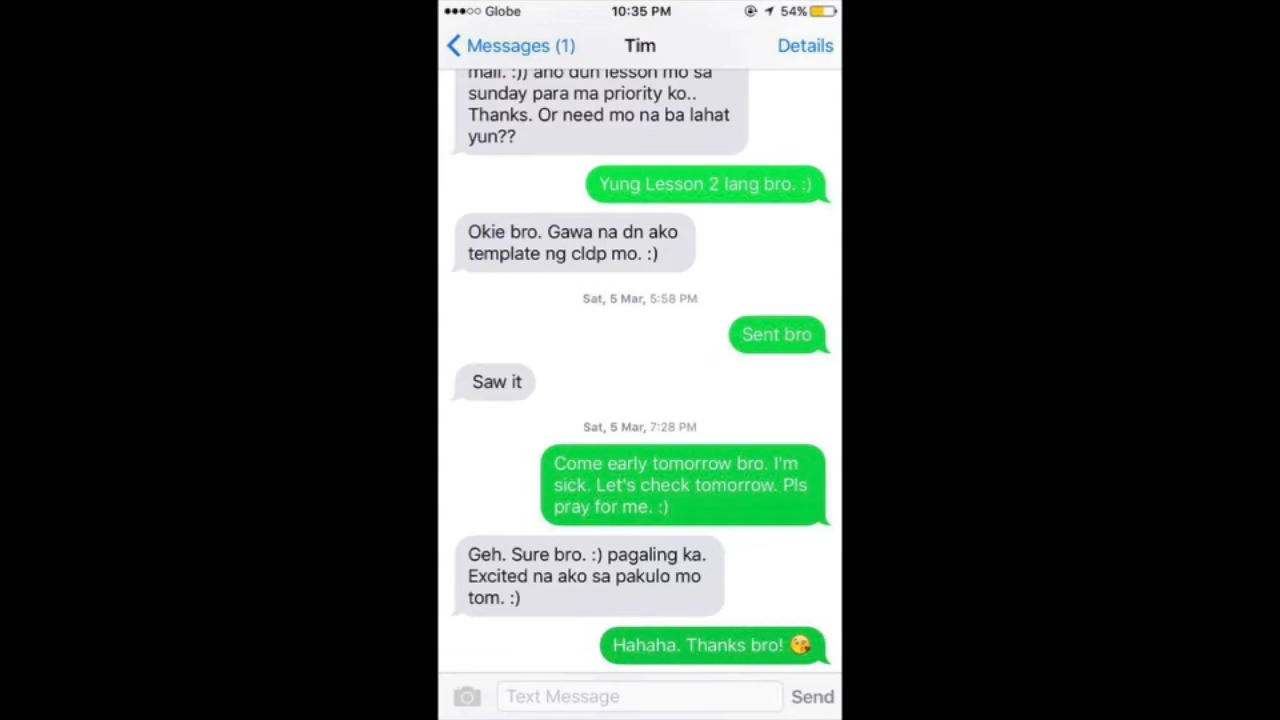 Globe 10:35 PM 54%
Messages (1) Tim Details
mail. :)) ano dun lesson mo sa
sunday para ma priority ko..
Thanks. Or need mo na ba lahat
yun??
Yung Lesson 2 lang bro. :)
Okie bro. Gawa na dn ako
template ng cldp mo. :)
Sat, 5 Mar, 5:58 PM
Sent bro
Saw it
Sat, 5 Mar, 7:28 PM
Come early tomorrow bro. I'm
sick. Let's check tomorrow. Pls
pray for me. :)
Geh. Sure bro. :) pagaling ka.
Excited na ako sa pakulo mo
tom. :)
Hahaha. Thanks bro! 😘
Text Message Send